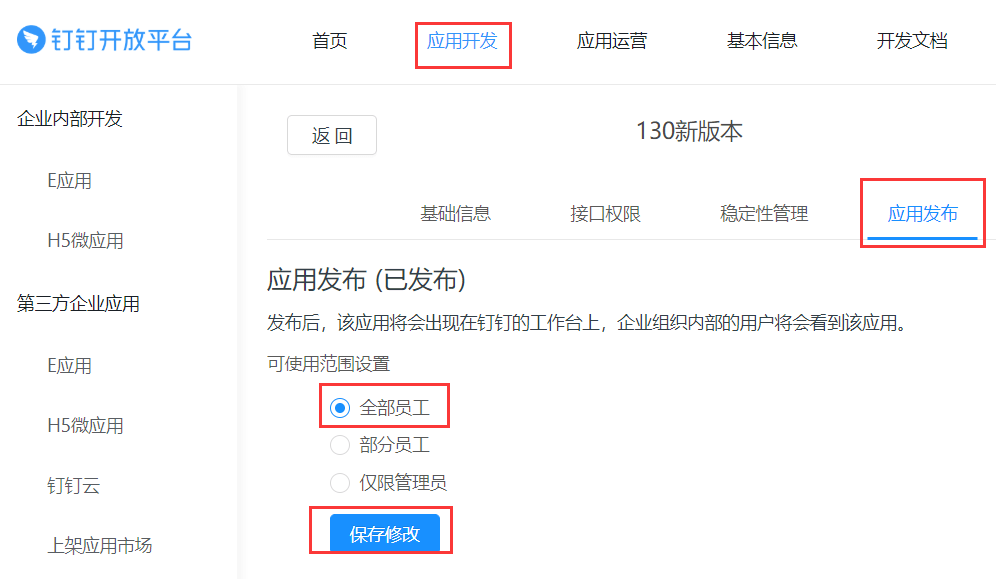 钉钉开放平台
首页 应用开发 应用运营 基本信息 开发文档
企业内部开发
E应用
H5微应用
第三方企业应用
E应用
H5微应用
钉钉云
上架应用市场
返 回
130新版本
基础信息 接口权限 稳定性管理 应用发布
应用发布 (已发布)
发布后，该应用将会出现在钉钉的工作台上，企业组织内部的用户将会看到该应用。
可使用范围设置
全部员工
部分员工
仅限管理员
保存修改